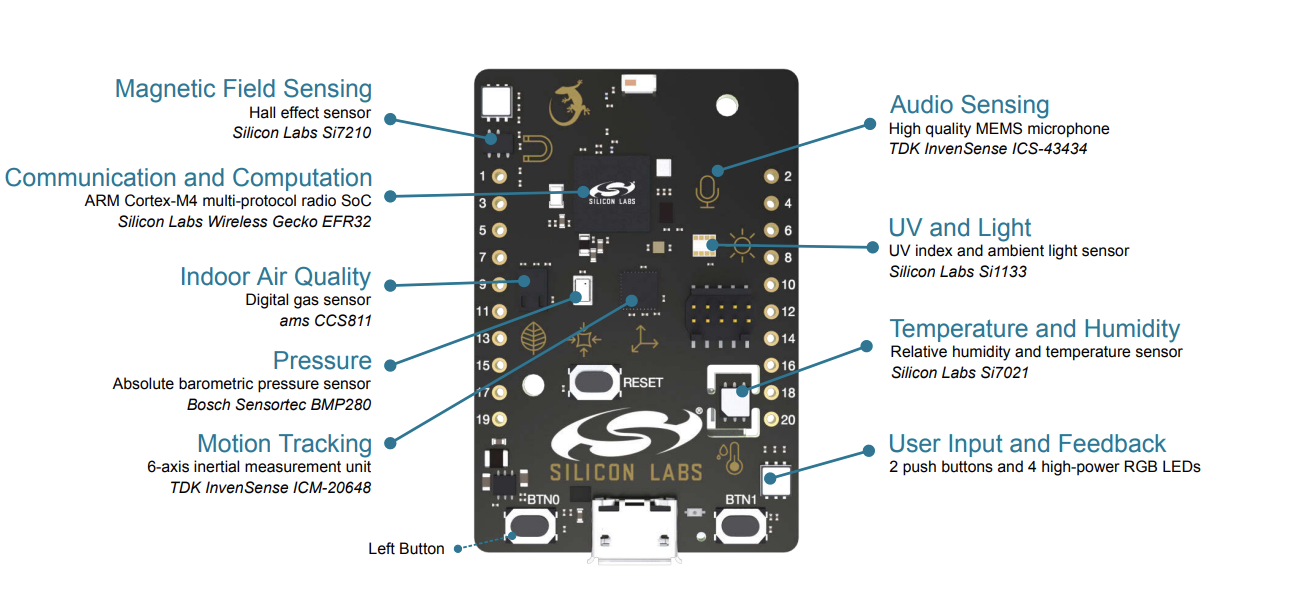 Magnetic Field Sensing
Hall effect sensor
Silicon Labs Si7210
Communication and Computation
ARM Cortex-M4 multi-protocol radio SoC
Silicon Labs Wireless Gecko EFR32
Indoor Air Quality
Digital gas sensor
ams CCS811
Pressure
Absolute barometric pressure sensor
Bosch Sensortec BMP280
Motion Tracking
6-axis inertial measurement unit
TDK InvenSense ICM-20648
Left Button
SILICON LABS
1
3
5
7
9
11
13
15
17
19
2
4
6
8
10
12
14
16
18
20
RESET
®
SILICON LABS
BTN0
BTN1
Audio Sensing
High quality MEMS microphone
TDK InvenSense ICS-43434
UV and Light
UV index and ambient light sensor
Silicon Labs Si1133
Temperature and Humidity
Relative humidity and temperature sensor
Silicon Labs Si7021
User Input and Feedback
2 push buttons and 4 high-power RGB LEDs